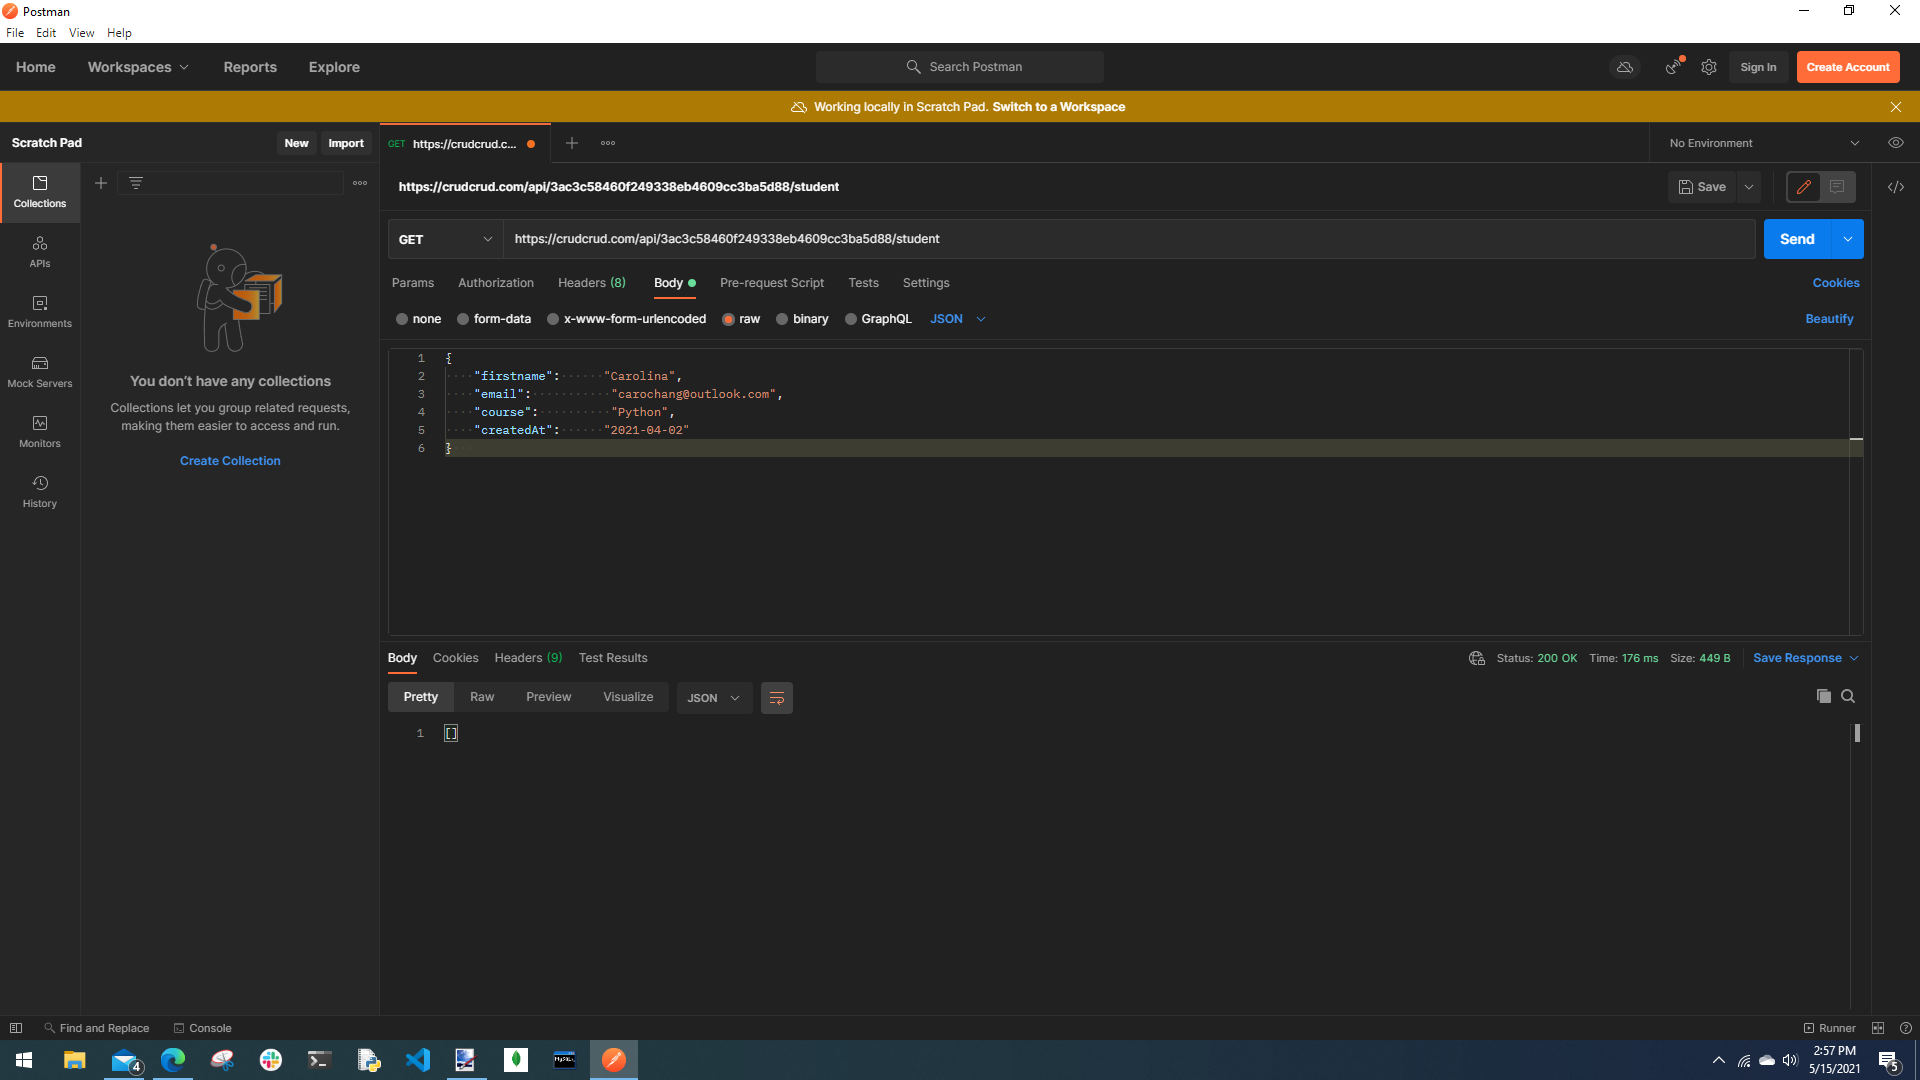 Postman
File Edit View Help
Home Workspaces Reports Explore Search Postman Sign In Create Account
Working locally in Scratch Pad. Switch to a Workspace
Scratch Pad New Import GET https://crudcrud.c... No Environment
https://crudcrud.com/api/3ac3c58460f249338eb4609cc3ba5d88/student Save
GET https://crudcrud.com/api/3ac3c58460f249338eb4609cc3ba5d88/student Send
Params Authorization Headers (8) Body Pre-request Script Tests Settings Cookies
none form-data x-www-form-urlencoded raw binary GraphQL JSON Beautify
Collections
APIs
Environments
Mock Servers
Monitors
History
You don't have any collections
Collections let you group related requests,
making them easier to access and run.
Create Collection
1 {
2 "firstname": "Carolina",
3 "email": "carochang@outlook.com",
4 "course": "Python",
5 "createdAt": "2021-04-02"
6 }
Body Cookies Headers (9) Test Results Status: 200 OK Time: 176 ms Size: 449 B Save Response
Pretty Raw Preview Visualize JSON
1 []
Find and Replace Console Runner
4 MySQL 2:57 PM
5/15/2021 5